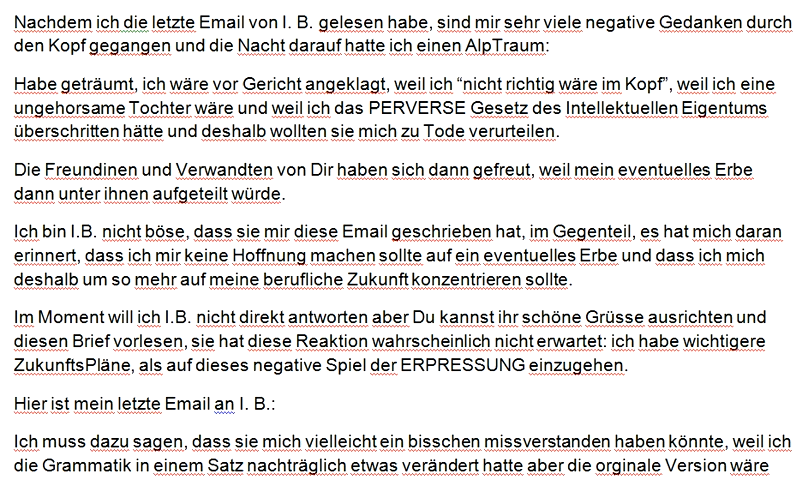 Nachdem ich die letzte Email von I. B. gelesen habe, sind mir sehr viele negative Gedanken durch
den Kopf gegangen und die Nacht darauf hatte ich einen AlpTraum:
Habe geträumt, ich wäre vor Gericht angeklagt, weil ich “nicht richtig wäre im Kopf”, weil ich eine
ungehorsame Tochter wäre und weil ich das PERVERSE Gesetz des Intellektuellen Eigentums
überschritten hätte und deshalb wollten sie mich zu Tode verurteilen.
Die Freundinen und Verwandten von Dir haben sich dann gefreut, weil mein eventuelles Erbe
dann unter ihnen aufgeteilt würde.
Ich bin I.B. nicht böse, dass sie mir diese Email geschrieben hat, im Gegenteil, es hat mich daran
erinnert, dass ich mir keine Hoffnung machen sollte auf ein eventuelles Erbe und dass ich mich
deshalb um so mehr auf meine berufliche Zukunft konzentrieren sollte.
Im Moment will ich I.B. nicht direkt antworten aber Du kannst ihr schöne Grüsse ausrichten und
diesen Brief vorlesen, sie hat diese Reaktion wahrscheinlich nicht erwartet: ich habe wichtigere
ZukunftsPläne, als auf dieses negative Spiel der ERPRESSUNG einzugehen.
Hier ist mein letzte Email an I. B.:
Ich muss dazu sagen, dass sie mich vielleicht ein bisschen missverstanden haben könnte, weil ich
die Grammatik in einem Satz nachträglich etwas verändert hatte aber die orginale Version wäre